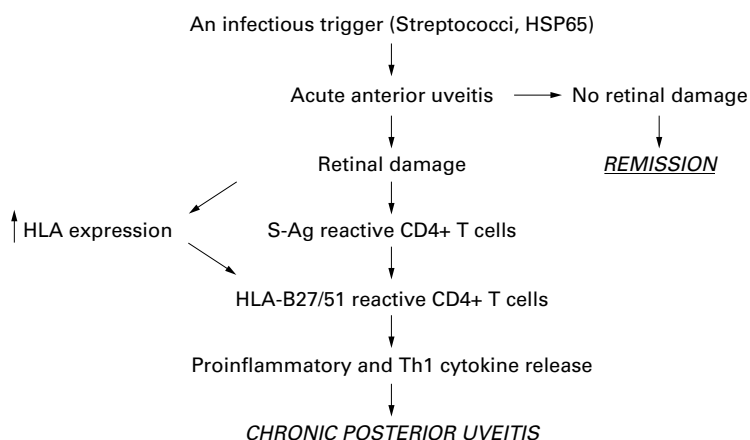 An infectious trigger (Streptococci, HSP65)
Acute anterior uveitis
No retinal damage
Retinal damage
REMISSION
HLA expression
S-Ag reactive CD4+ T cells
HLA-B27/51 reactive CD4+ T cells
Proinflammatory and Th1 cytokine release
CHRONIC POSTERIOR UVEITIS